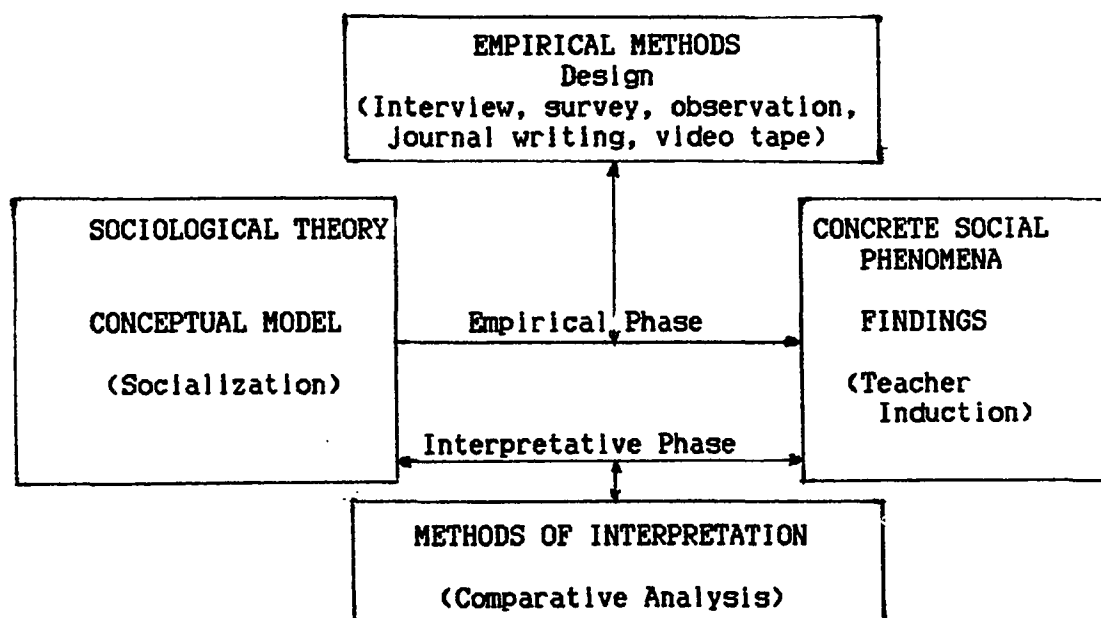 EMPIRICAL METHODS
Design
(Interview, survey, observation,
journal writing, video tape)
SOCIOLOGICAL THEORY
CONCEPTUAL MODEL
(Socialization)
Empirical Phase
Interpretative Phase
CONCRETE SOCIAL
PHENOMENA
FINDINGS
(Teacher
Induction)
METHODS OF INTERPRETATION
(Comparative Analysis)